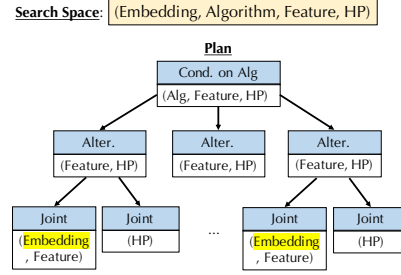 Search Space: (Embedding, Algorithm, Feature, HP)
Plan
Cond. on Alg
(Alg, Feature, HP)
Alter.
(Feature, HP)
Alter.
(Feature, HP)
Alter.
(Feature, HP)
Joint
(Embedding
, Feature)
Joint
(HP)
...
Joint
(Embedding
, Feature)
Joint
(HP)